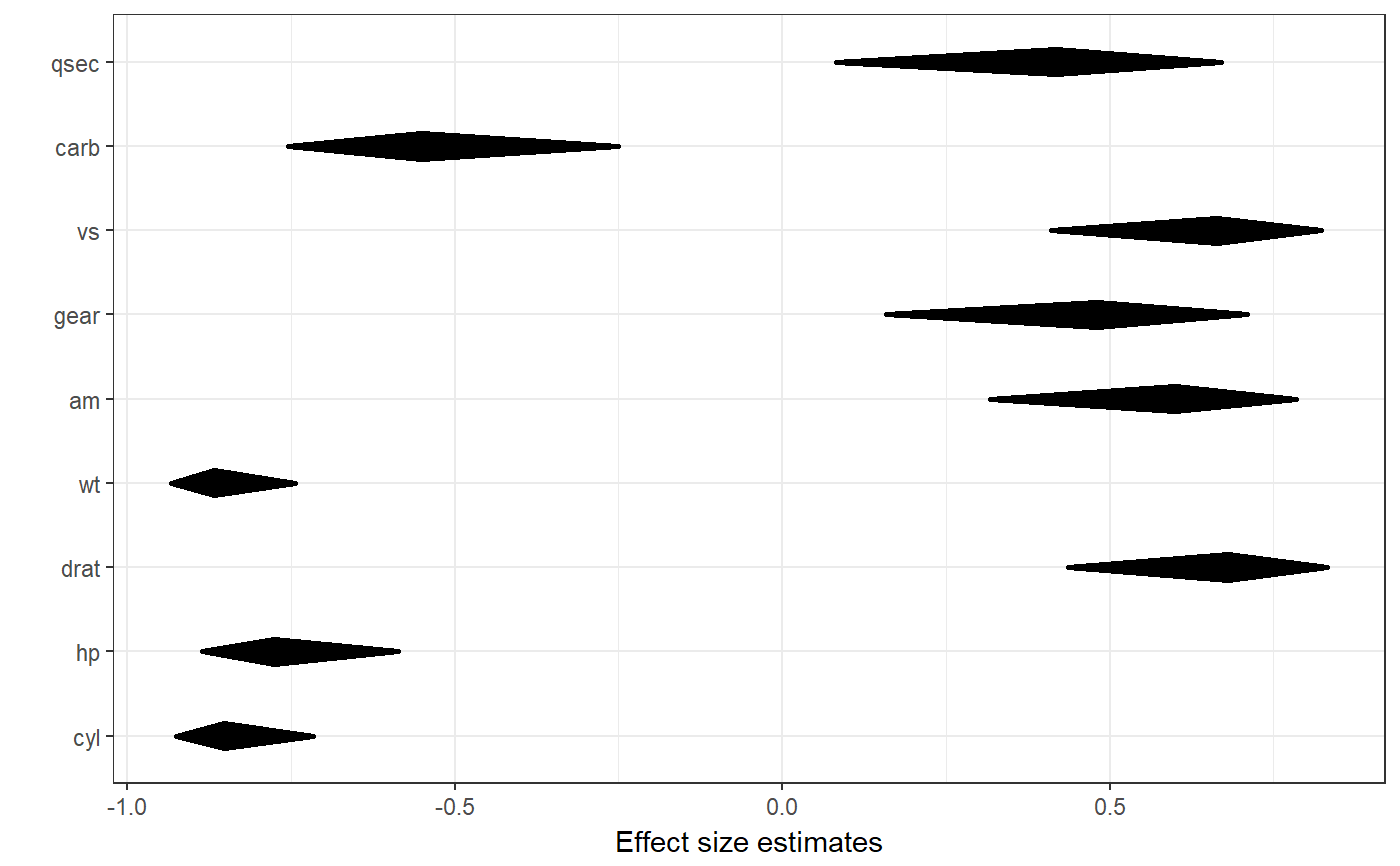 qsec
carb
vs
gear
am
wt
drat
hp
cyl
-1.0 -0.5 0.0 0.5
Effect size estimates